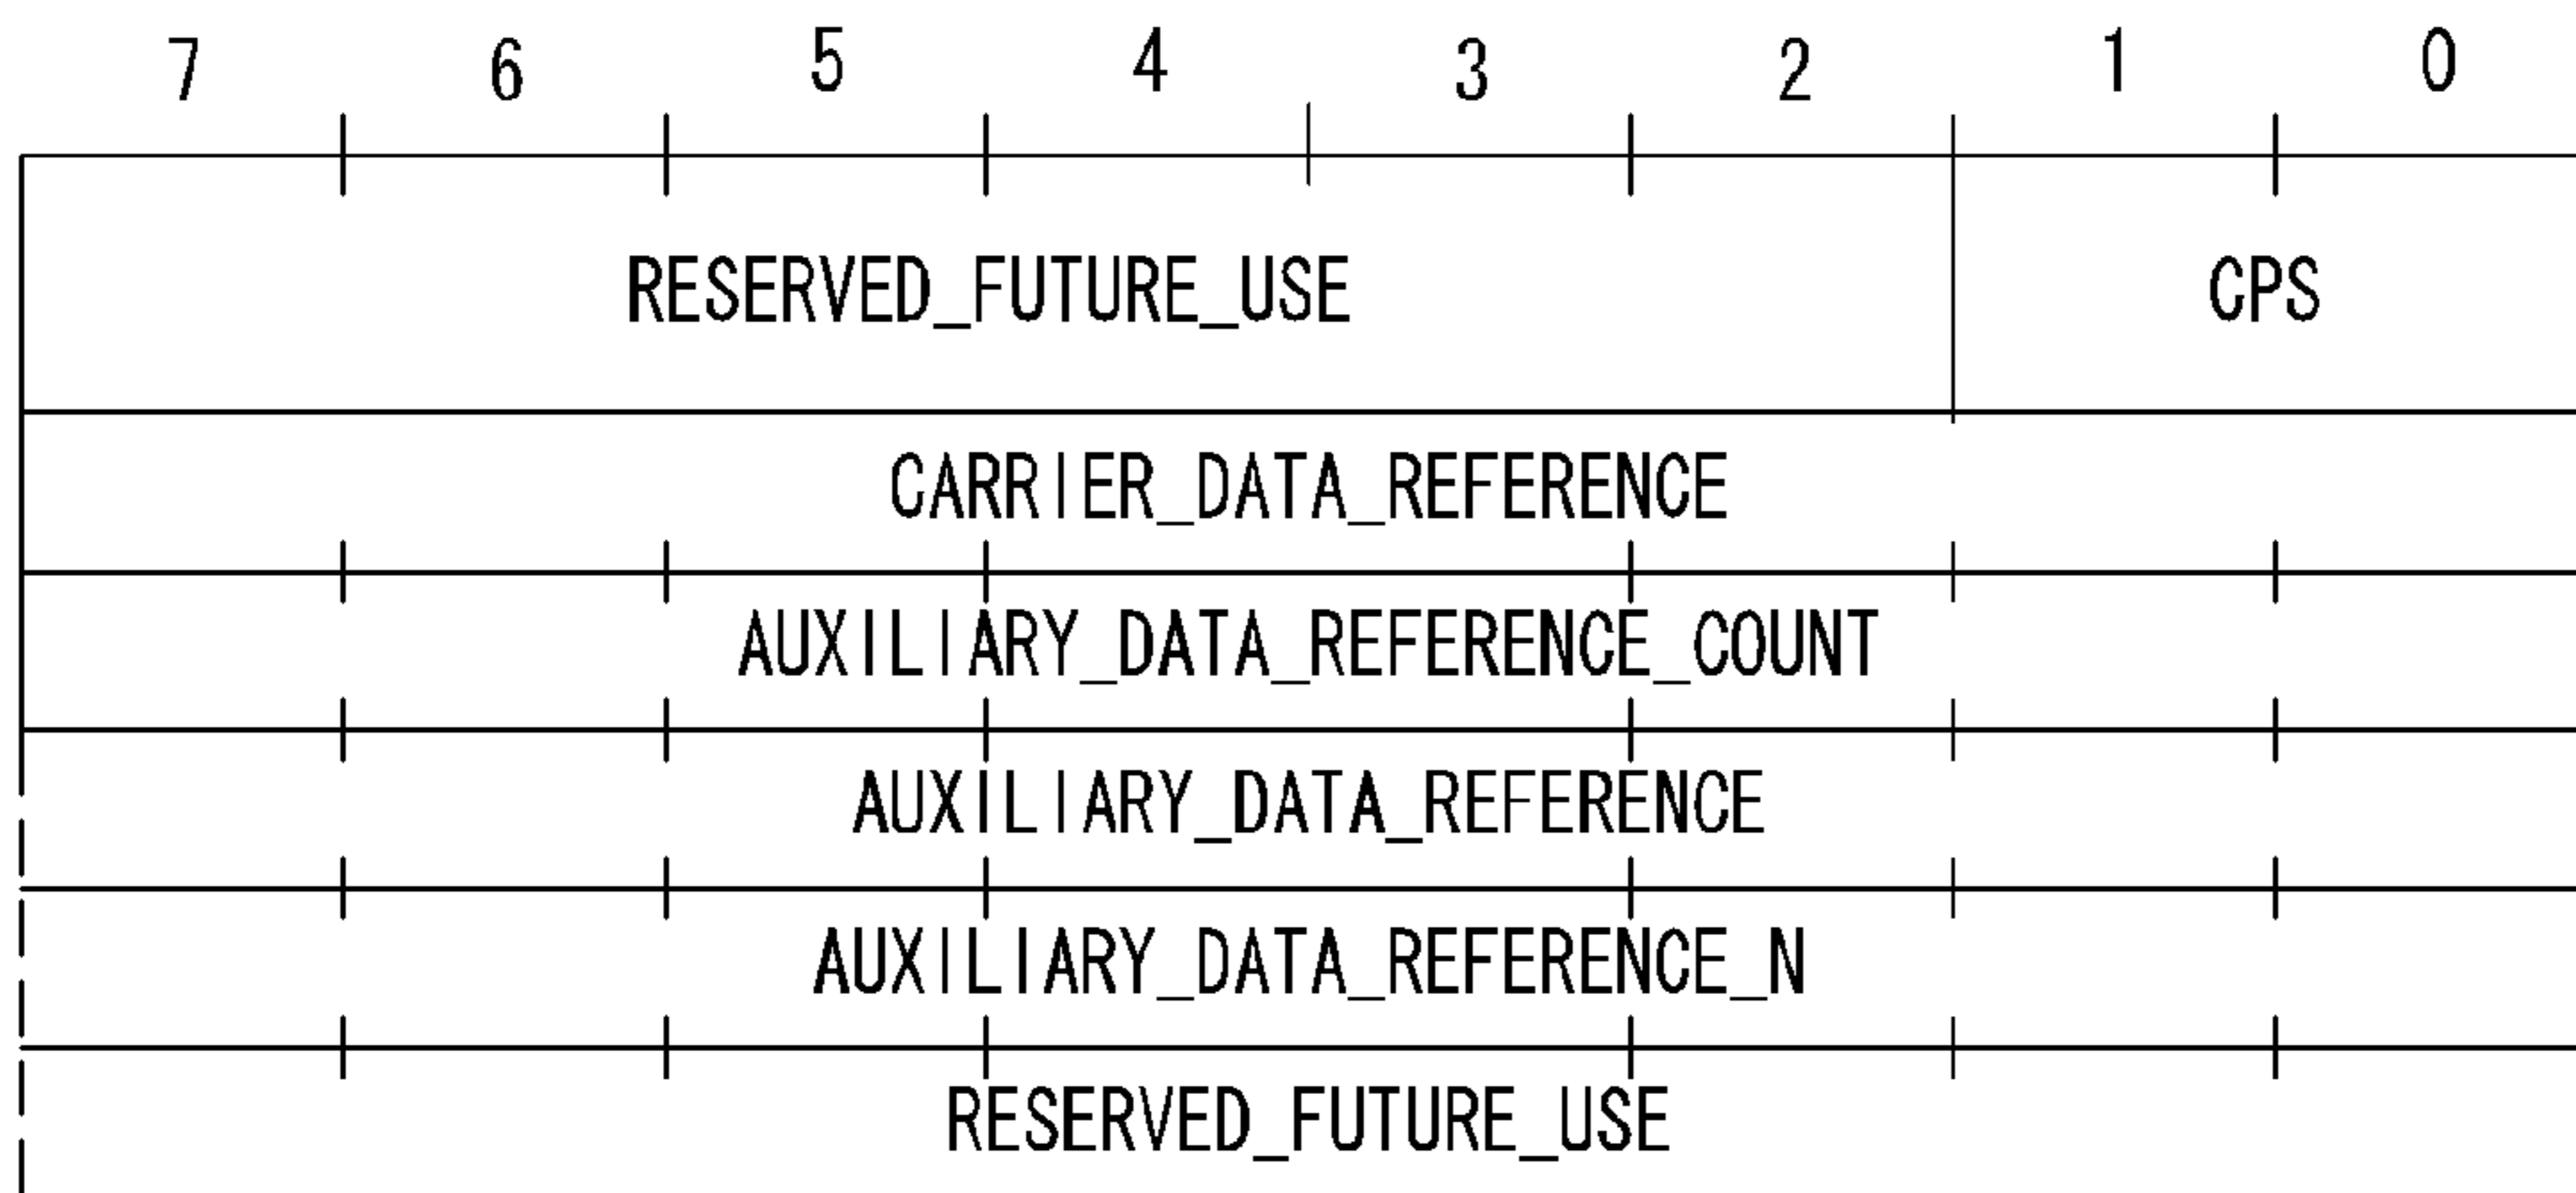 7 6 5 4 3 2 1 0
RESERVED_FUTURE_USE CPS
CARRIER_DATA_REFERENCE
AUXILIARY_DATA_REFERENCE_COUNT
AUXILIARY_DATA_REFERENCE
AUXILIARY_DATA_REFERENCE_N
RESERVED_FUTURE_USE